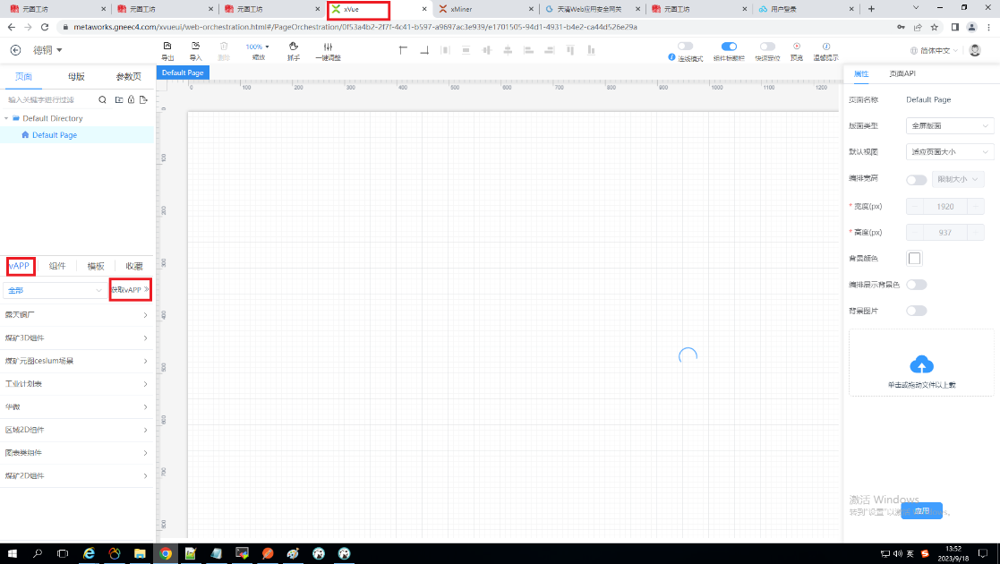 元图工坊
元图工坊
元图工坊
xVue
xMiner
天清Web应用安全网关
元图工坊
用户登录
metaworks.gneec4.com/xvueui/web-orchestration.html#/PageOrchestration/0f53a4b2-2f7f-4c41-b597-a9697ac3e939/e1701505-94d1-4931-b4e2-ca44d526e29a
德铜
导出
导入
删除
100%
缩放
抓手
一键调整
连线模式
组件标题栏
快速定位
预览
温馨提示
简体中文
页面
母版
参数页
Default Page
属性
页面API
输入关键字进行过滤
Default Directory
Default Page
0 100 200 300 400 500 600 700 800 900 1000 1100 1200
0
100
200
300
400
500
600
700
800
页面名称
Default Page
版面类型
全屏版面
默认视图
适应页面大小
编排宽高
限制大小
* 宽度(px)
1920
* 高度(px)
937
背景颜色
编排展示背景色
背景图片
单击或拖动文件以上载
vAPP
组件
模板
收藏
全部
获取vAPP
露天铜厂
煤矿3D组件
煤矿元图cesium场景
工业计划表
华微
区域2D组件
图表类组件
煤矿2D组件
激活 Windows
转到"设置"以激活 Windows。
应用
英
13:52
2023/9/18